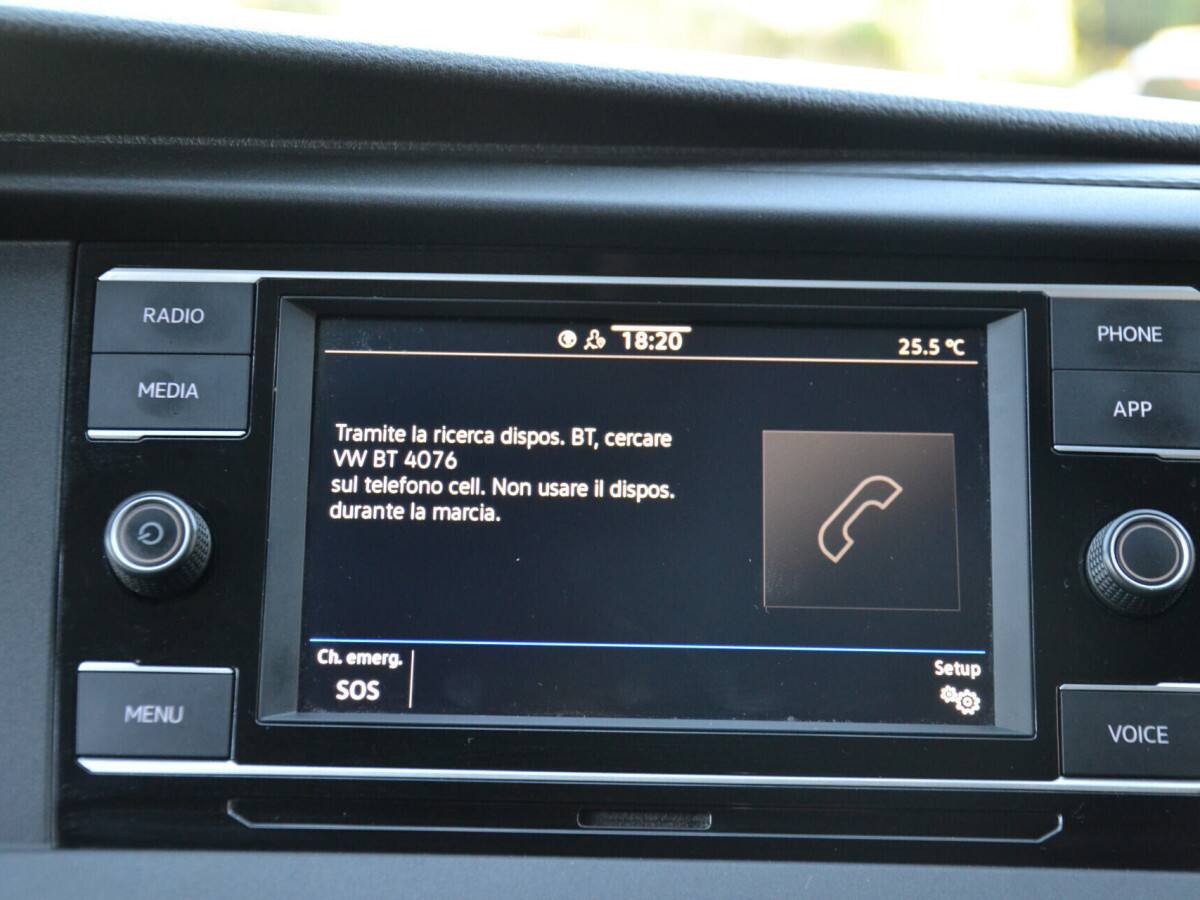 RADIO
MEDIA
MENU
18:20
25.5 °C
Tramite la ricerca dispos. BT, cercare
VW BT 4076
sul telefono cell. Non usare il dispos.
durante la marcia.
Ch. emerg.
SOS
Setup
PHONE
APP
VOICE